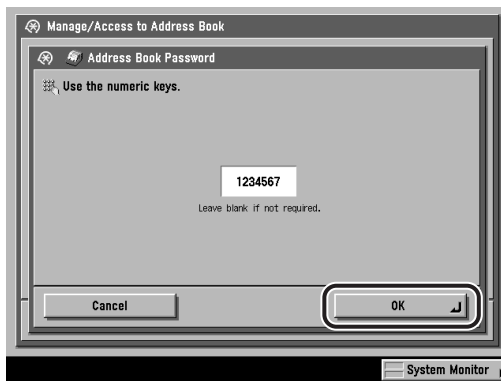 Manage/Access to Address Book
Address Book Password
Use the numeric keys.
1234567
Leave blank if not required.
Cancel
OK
System Monitor